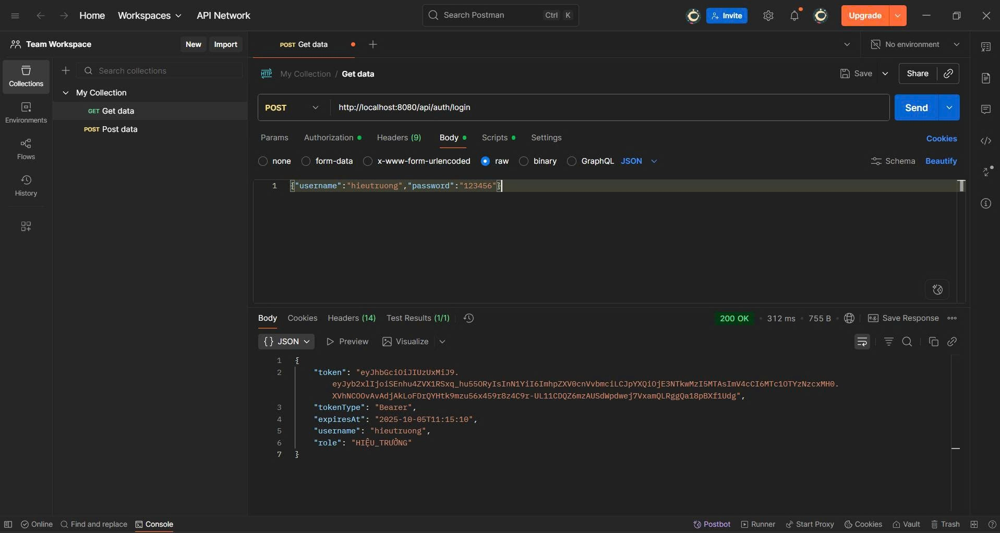 Home Workspaces API Network Search Postman Ctrl K Invite Upgrade
Team Workspace New Import POST Get data No environment
Search collections
Collections
My Collection / Get data Save Share
My Collection
GET Get data
POST http://localhost:8080/api/auth/login Send
Environments
POST Post data
Params Authorization Headers (9) Body Scripts Settings Cookies
Flows
none form-data x-www-form-urlencoded raw binary GraphQL JSON Schema Beautify
History
1 {"username":"hieutruong","password":"123456"}
Body Cookies Headers (14) Test Results (1/1) 200 OK • 312 ms • 755 B e.g. Save Response
{} JSON Preview Visualize
1 {
2 "token": "eyJhbGciOiJIUzUxMiJ9.
eyJyb2xlIjoiSEnhu4ZVX1RSxq_hu55ORyIsInN1YiI6ImhpZXV0cnVvbmciLCJpYXQiOjE3NTkwMzI5MTAsImV4cCI6MTc1OTYzNzcxMH0.
XVhNCOOvAvAdjAkLoFDrQYHtk9mzu56x459r8z4C9r-UL11CDQZ6mzAUSdWpdwej7VxamQLRggQa18pBXf1Udg",
3 "tokenType": "Bearer",
4 "expiresAt": "2025-10-05T11:15:10",
5 "username": "hieutruong",
6 "role": "HIỆU_TRƯỞNG"
7 }
Online Find and replace Console Postbot Runner Start Proxy Cookies Vault Trash